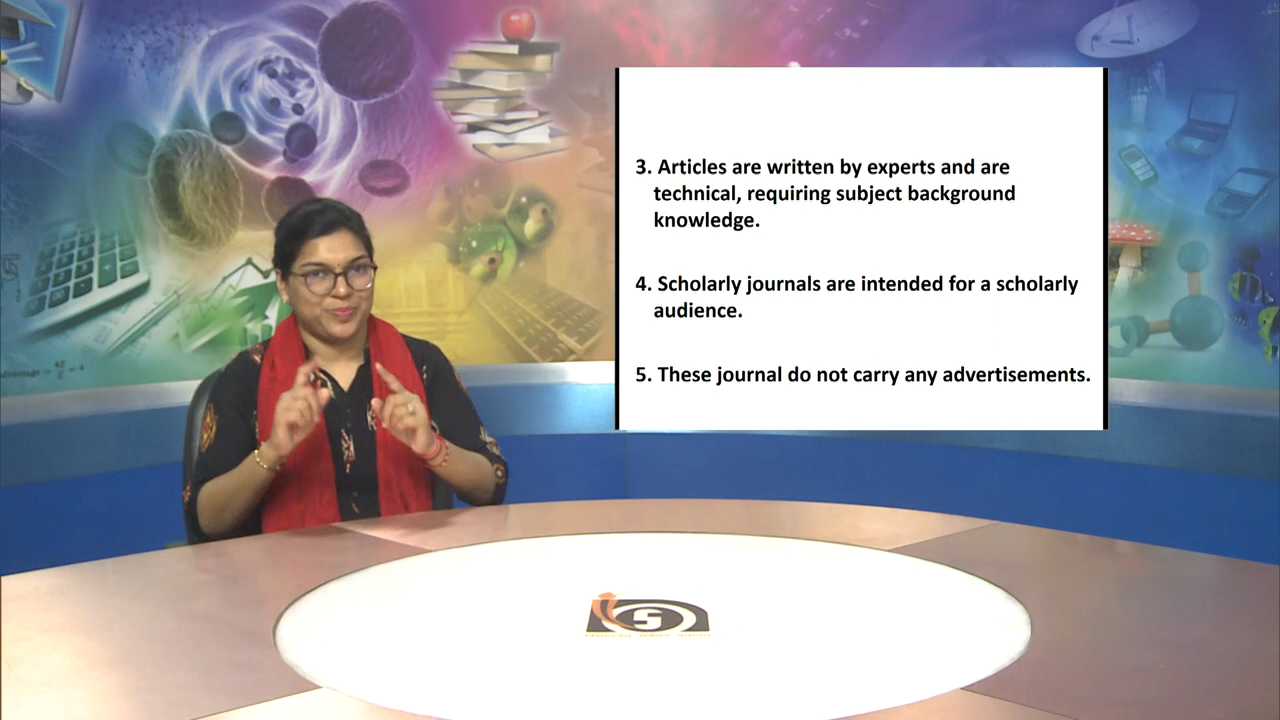 3. Articles are written by experts and are
technical, requiring subject background
knowledge.
4. Scholarly journals are intended for a scholarly
audience.
5. These journal do not carry any advertisements.